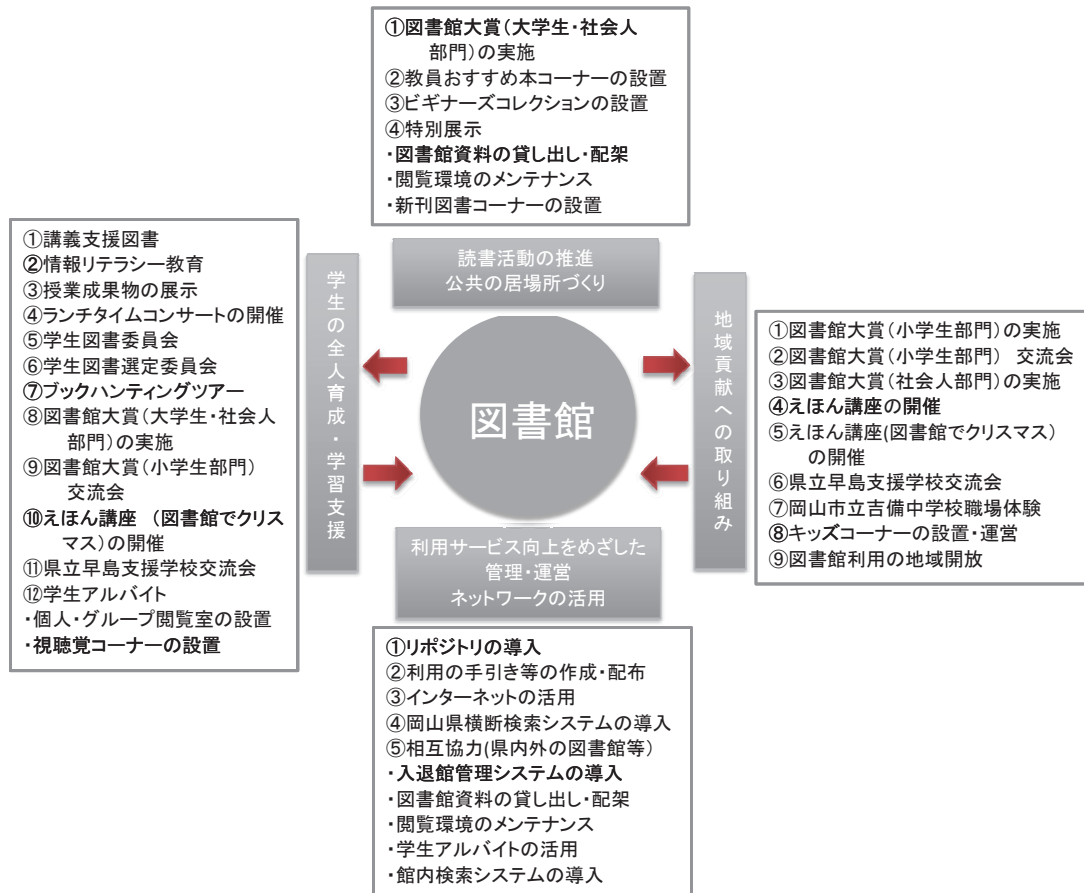 ①図書館大賞（大学生・社会人
部門）の実施
②教員おすすめ本コーナーの設置
③ビギナーズコレクションの設置
④特別展示
・図書館資料の貸し出し・配架
・閲覧環境のメンテナンス
・新刊図書コーナーの設置
読書活動の推進
公共の居場所づくり
①講義支援図書
②情報リテラシー教育
③授業成果物の展示
④ランチタイムコンサートの開催
⑤学生図書委員会
⑥学生図書選定委員会
⑦ブックハンティングツアー
⑧図書館大賞（大学生・社会人
部門）の実施
⑨図書館大賞（小学生部門）
交流会
⑩えほん講座　（図書館でクリス
マス）の開催
⑪県立早島支援学校交流会
⑫学生アルバイト
・個人・グループ閲覧室の設置
・視聴覚コーナーの設置
学生の全人育成・学習支援
図書館
地域貢献への取り組み
①図書館大賞（小学生部門）の実施
②図書館大賞（小学生部門）　交流会
③図書館大賞（社会人部門）の実施
④えほん講座の開催
⑤えほん講座(図書館でクリスマス）
の開催
⑥県立早島支援学校交流会
⑦岡山市立吉備中学校職場体験
⑧キッズコーナーの設置・運営
⑨図書館利用の地域開放
利用サービス向上をめざした
管理・運営
ネットワークの活用
①リポジトリの導入
②利用の手引き等の作成・配布
③インターネットの活用
④岡山県横断検索システムの導入
⑤相互協力(県内外の図書館等）
・入退館管理システムの導入
・図書館資料の貸し出し・配架
・閲覧環境のメンテナンス
・学生アルバイトの活用
・館内検索システムの導入